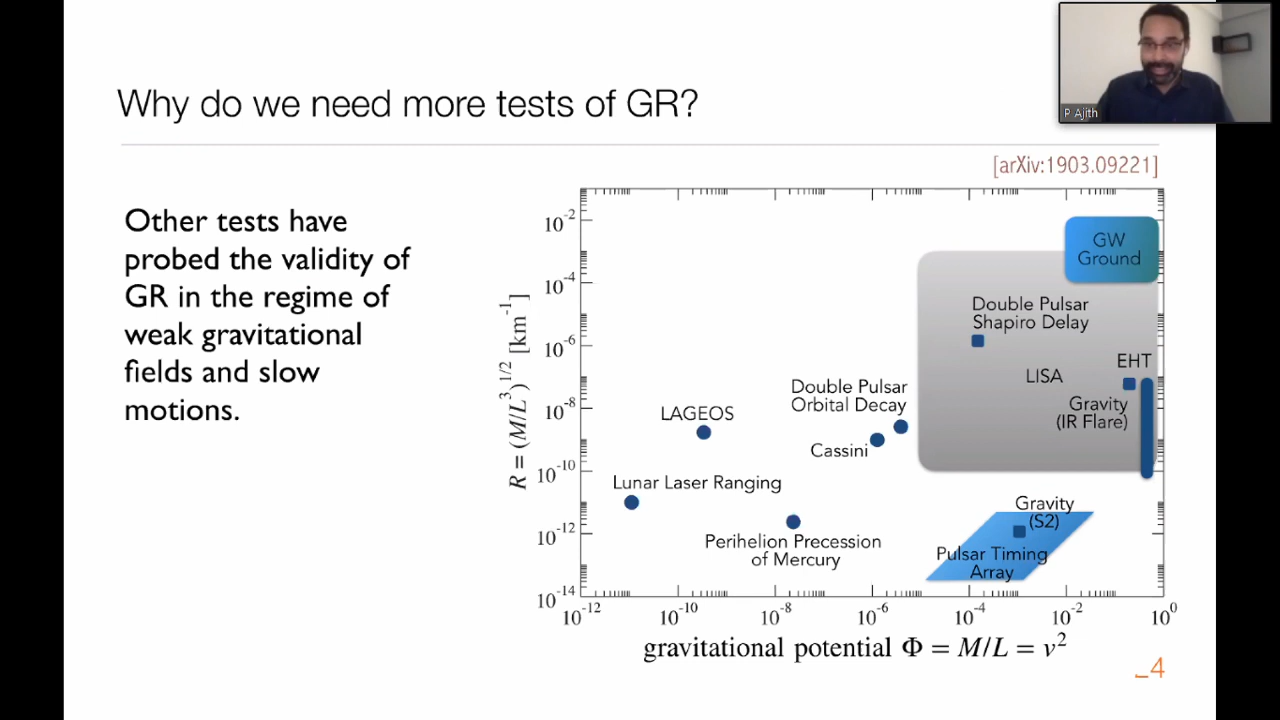 P Ajith
Why do we need more tests of GR?
[arXiv:1903.09221]
Other tests have
probed the validity of
GR in the regime of
weak gravitational
fields and slow
motions.
R = (M/L³)^1/2 [km⁻¹]
10⁻²
10⁻⁴
10⁻⁶
10⁻⁸
10⁻¹⁰
10⁻¹²
10⁻¹⁴
GW
Ground
Double Pulsar
Shapiro Delay
EHT
LISA
Double Pulsar
Orbital Decay
Gravity
(IR Flare)
LAGEOS
Cassini
Lunar Laser Ranging
Gravity
(S2)
Perihelion Precession
of Mercury
Pulsar Timing
Array
10⁻¹² 10⁻¹⁰ 10⁻⁸ 10⁻⁶ 10⁻⁴ 10⁻² 10⁰
gravitational potential Φ = M/L = v²
_4